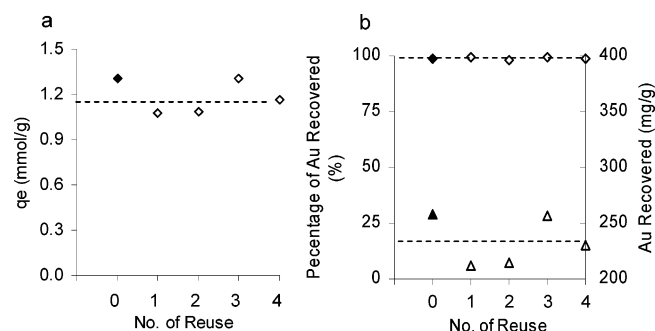 a
1.5
1.2
0.9
0.6
0.3
0.0
qe (mmol/g)
0 1 2 3 4
No. of Reuse
b
100
75
50
25
0
Pecentage of Au Recovered
(%)
400
350
300
250
200
Au Recovered (mg/g)
0 1 2 3 4
No. of Reuse